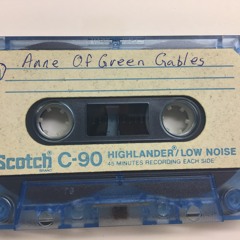 Anne Of Green Gables
Scotch C-90 HIGHLANDER/LOW NOISE
45 MINUTES RECORDING EACH SIDE